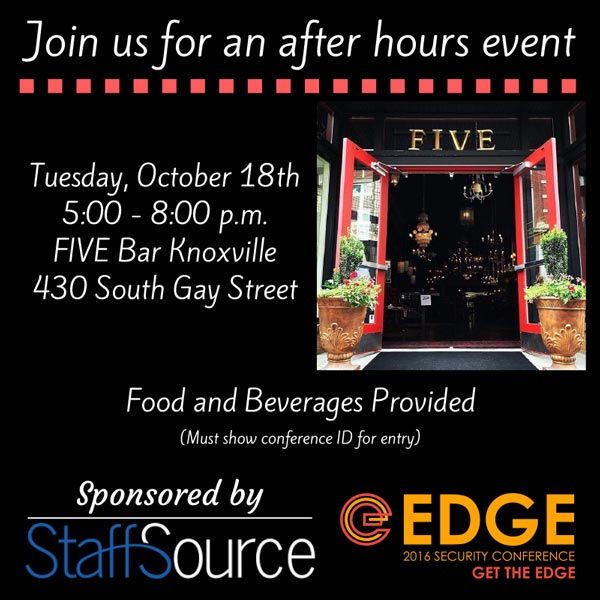 Join us for an after hours event
FIVE
Tuesday, October 18th
5:00 - 8:00 p.m.
FIVE Bar Knoxville
430 South Gay Street
Food and Beverages Provided
(Must show conference ID for entry)
Sponsored by
StaffSource
EDGE
2016 SECURITY CONFERENCE
GET THE EDGE